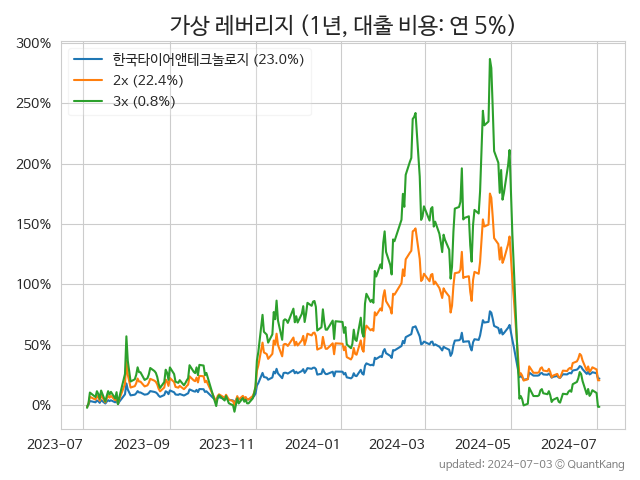 가상 레버리지 (1년, 대출 비용: 연 5%)
300%
250%
200%
150%
100%
50%
0%
한국타이어앤테크놀로지 (23.0%)
2x (22.4%)
3x (0.8%)
2023-07
2023-09
2023-11
2024-01
2024-03
2024-05
2024-07
updated: 2024-07-03 © QuantKang